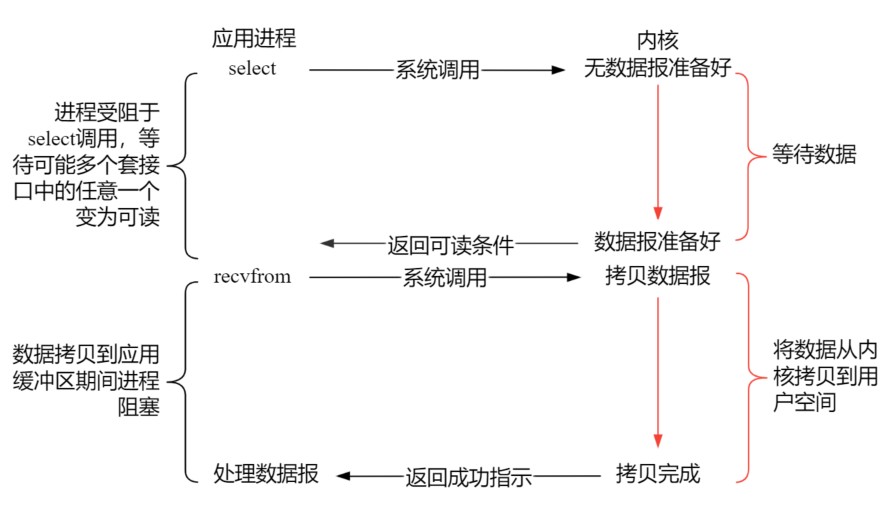 应用进程
内核
select
系统调用
无数据报准备好
进程受阻于
select调用，等
待可能多个套接
口中的任意一个
变为可读
等待数据
返回可读条件
数据报准备好
recvfrom
系统调用
拷贝数据报
数据拷贝到应用
缓冲区期间进程
阻塞
将数据从内
核拷贝到用
户空间
处理数据报
返回成功指示
拷贝完成